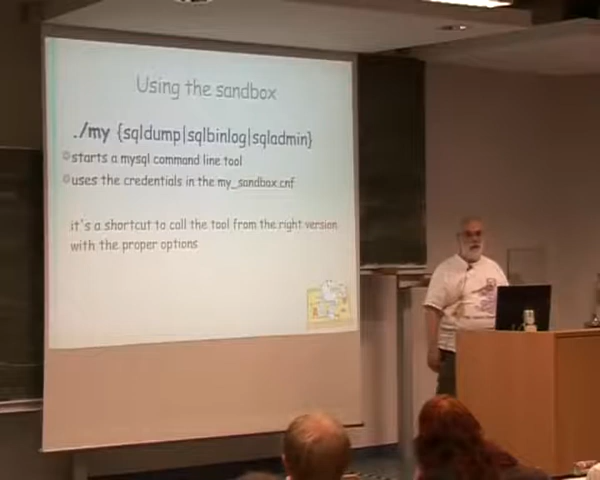 Using the sandbox
./my {sqldump|sqlbinlog|sqladmin}
starts a mysql command line tool
uses the credentials in the my_sandbox.cnf
it's a shortcut to call the tool from the right version
with the proper options